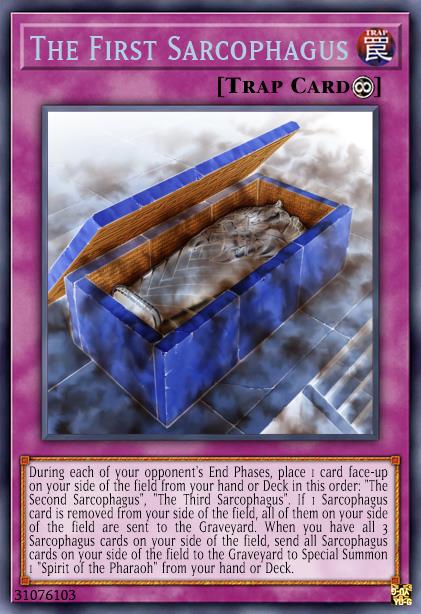 THE FIRST SARCOPHAGUS
TRAP
罠
[TRAP CARD♾]
During each of your opponent's End Phases, place 1 card face-up
on your side of the field from your hand or Deck in this order: "The
Second Sarcophagus", "The Third Sarcophagus". If 1 Sarcophagus
card is removed from your side of the field, all of them on your side
of the field are sent to the Graveyard. When you have all 3
Sarcophagus cards on your side of the field, send all Sarcophagus
cards on your side of the field to the Graveyard to Special Summon
1 "Spirit of the Pharaoh" from your hand or Deck.
31076103